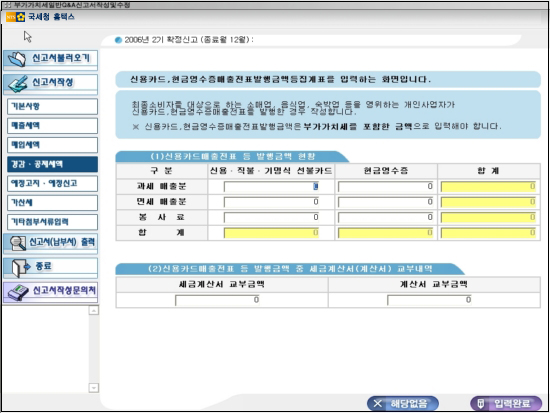 부가가치세일반Q&A신고서작성및수정
NTS 국세청 홈택스
2006년 2기 확정신고 (종료월 12월) :
신고서불러오기
신고서작성
기본사항
매출세액
매입세액
경감·공제세액
예정고지·예정신고
가산세
기타첨부서류입력
신고서(납부서) 출력
종료
신고서작성문의처
신용카드,현금영수증매출전표발행금액등집계표를 입력하는 화면입니다.
최종소비자를 대상으로 하는 소매업, 음식업, 숙박업 등을 영위하는 개인사업자가
신용카드,현금영수증매출전표를 발행한 경우 작성합니다.
※ 신용카드,현금영수증매출전표발행금액은 부가가치세를 포함한 금액으로 입력해야 합니다.
(1)신용카드매출전표 등 발행금액 현황
구 분 신용·직불·기명식 선불카드 현금영수증 합 계
과세 매출분 0 0 0
면세 매출분 0 0 0
봉 사 료 0 0 0
합 계 0 0 0
(2)신용카드매출전표 등 발행금액 중 세금계산서(계산서) 교부내역
세금계산서 교부금액 계산서 교부금액
0 0
해당없음 입력완료